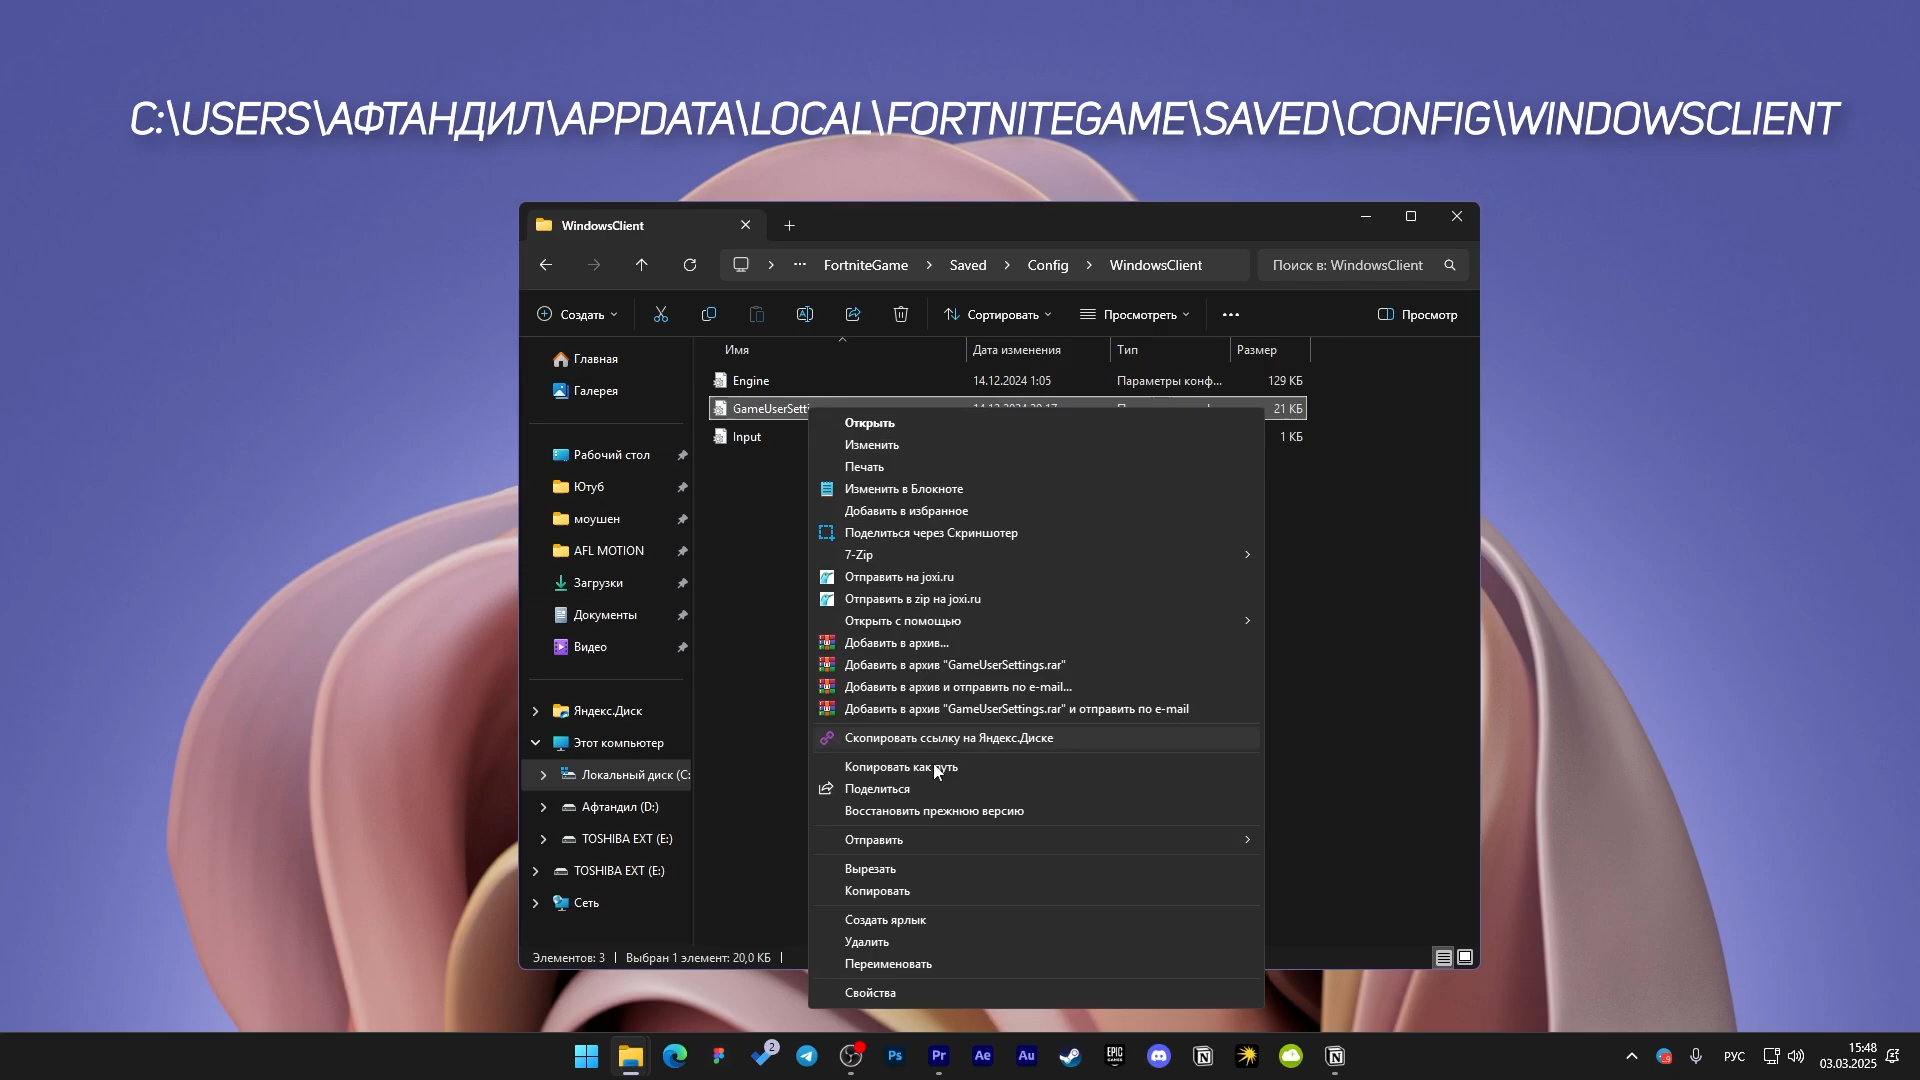 C:\USERS\АФТАНДИЛ\APPDATA\LOCAL\FORTNITEGAME\SAVED\CONFIG\WINDOWSCLIENT
WindowsClient
FortniteGame > Saved > Config > WindowsClient
Поиск в: WindowsClient
Создать
Сортировать
Просмотреть
Просмотр
Имя Дата изменения Тип Размер
Engine 14.12.2024 1:05 Параметры конф... 129 КБ
GameUserSetti 21 КБ
Input 1 КБ
Главная
Галерея
Рабочий стол
Ютуб
моушен
AFL MOTION
Загрузки
Документы
Видео
Яндекс.Диск
Этот компьютер
Локальный диск (C:
Афтандил (D:)
TOSHIBA EXT (E:)
TOSHIBA EXT (E:)
Сеть
Открыть
Изменить
Печать
Изменить в Блокноте
Добавить в избранное
Поделиться через Скриншотер
7-Zip
Отправить на joxi.ru
Отправить в zip на joxi.ru
Открыть с помощью
Добавить в архив...
Добавить в архив "GameUserSettings.rar"
Добавить в архив и отправить по e-mail...
Добавить в архив "GameUserSettings.rar" и отправить по e-mail
Скопировать ссылку на Яндекс.Диске
Копировать как путь
Поделиться
Восстановить прежнюю версию
Отправить
Вырезать
Копировать
Создать ярлык
Удалить
Переименовать
Свойства
Элементов: 3 | Выбран 1 элемент: 20,0 КБ |
2
Ps
Pr
Ae
Au
EPIC GAMES
РУС
15:48
03.03.2025